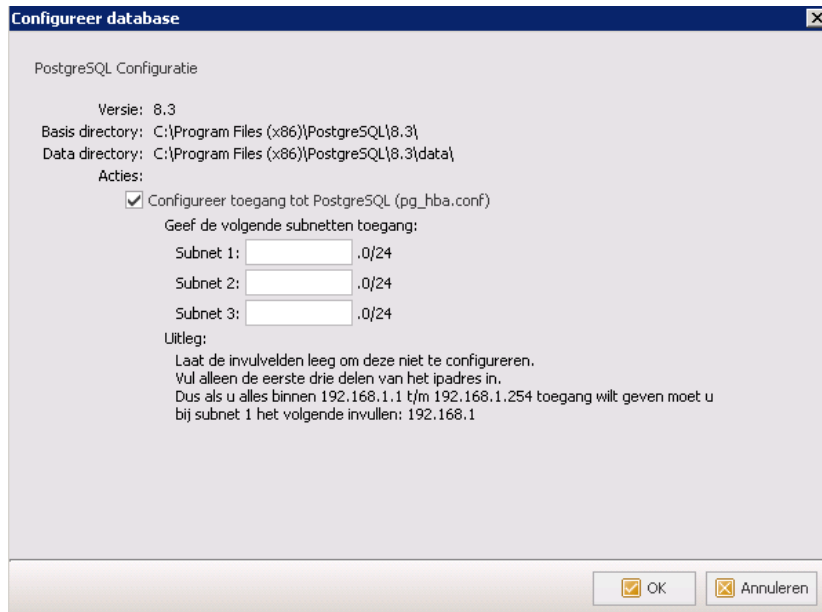 Configureer database
PostgreSQL Configuratie
Versie: 8.3
Basis directory: C:\Program Files (x86)\PostgreSQL\8.3\
Data directory: C:\Program Files (x86)\PostgreSQL\8.3\data\
Acties:
Configureer toegang tot PostgreSQL (pg_hba.conf)
Geef de volgende subnetten toegang:
Subnet 1: .0/24
Subnet 2: .0/24
Subnet 3: .0/24
Uitleg:
Laat de invulvelden leeg om deze niet te configureren.
Vul alleen de eerste drie delen van het ipadres in.
Dus als u alles binnen 192.168.1.1 t/m 192.168.1.254 toegang wilt geven moet u
bij subnet 1 het volgende invullen: 192.168.1
OK Annuleren